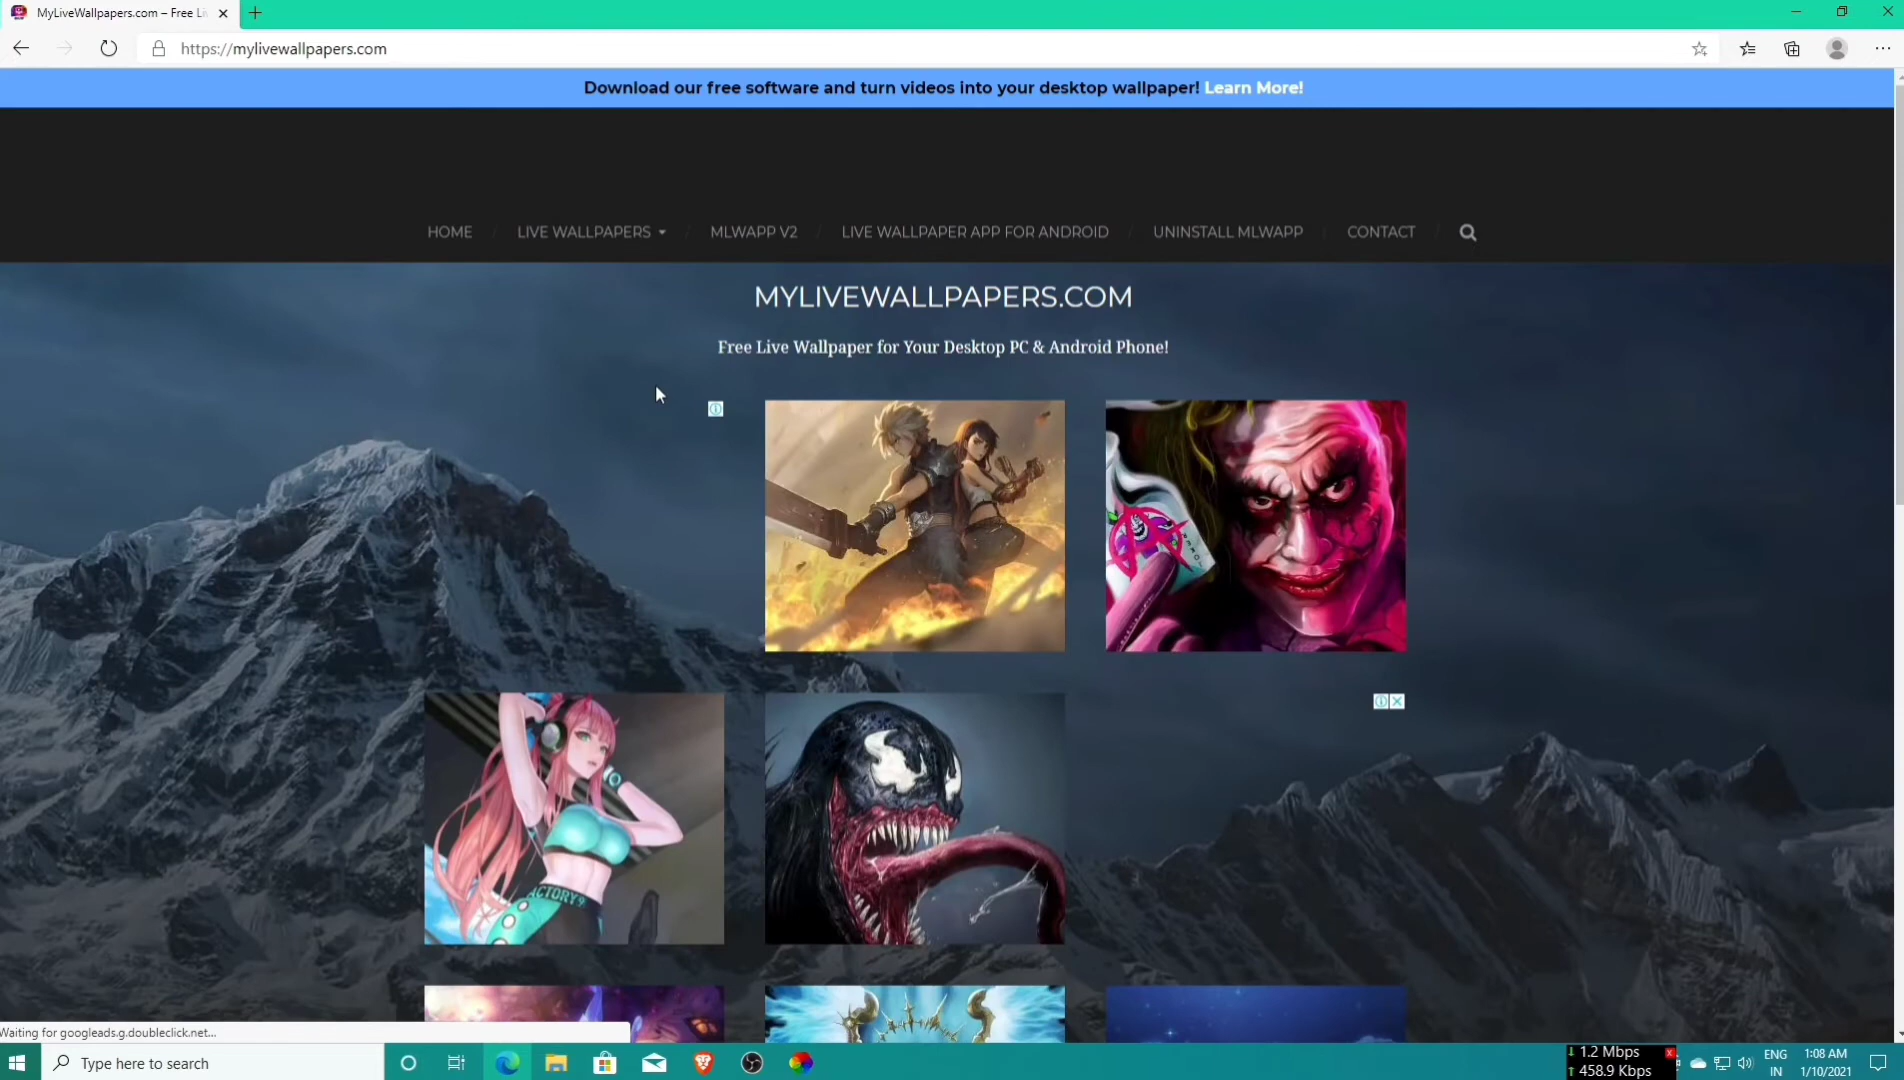 MyLiveWallpapers.com – Free Li
https://mylivewallpapers.com
Download our free software and turn videos into your desktop wallpaper! Learn More!
HOME / LIVE WALLPAPERS / MLWAPP V2 / LIVE WALLPAPER APP FOR ANDROID / UNINSTALL MLWAPP / CONTACT
MYLIVEWALLPAPERS.COM
Free Live Wallpaper for Your Desktop PC & Android Phone!
ACTORY9
Waiting for googleads.g.doubleclick.net...
Type here to search
↓ 1.2 Mbps
↑ 458.9 Kbps
ENG
IN
1:08 AM
1/10/2021